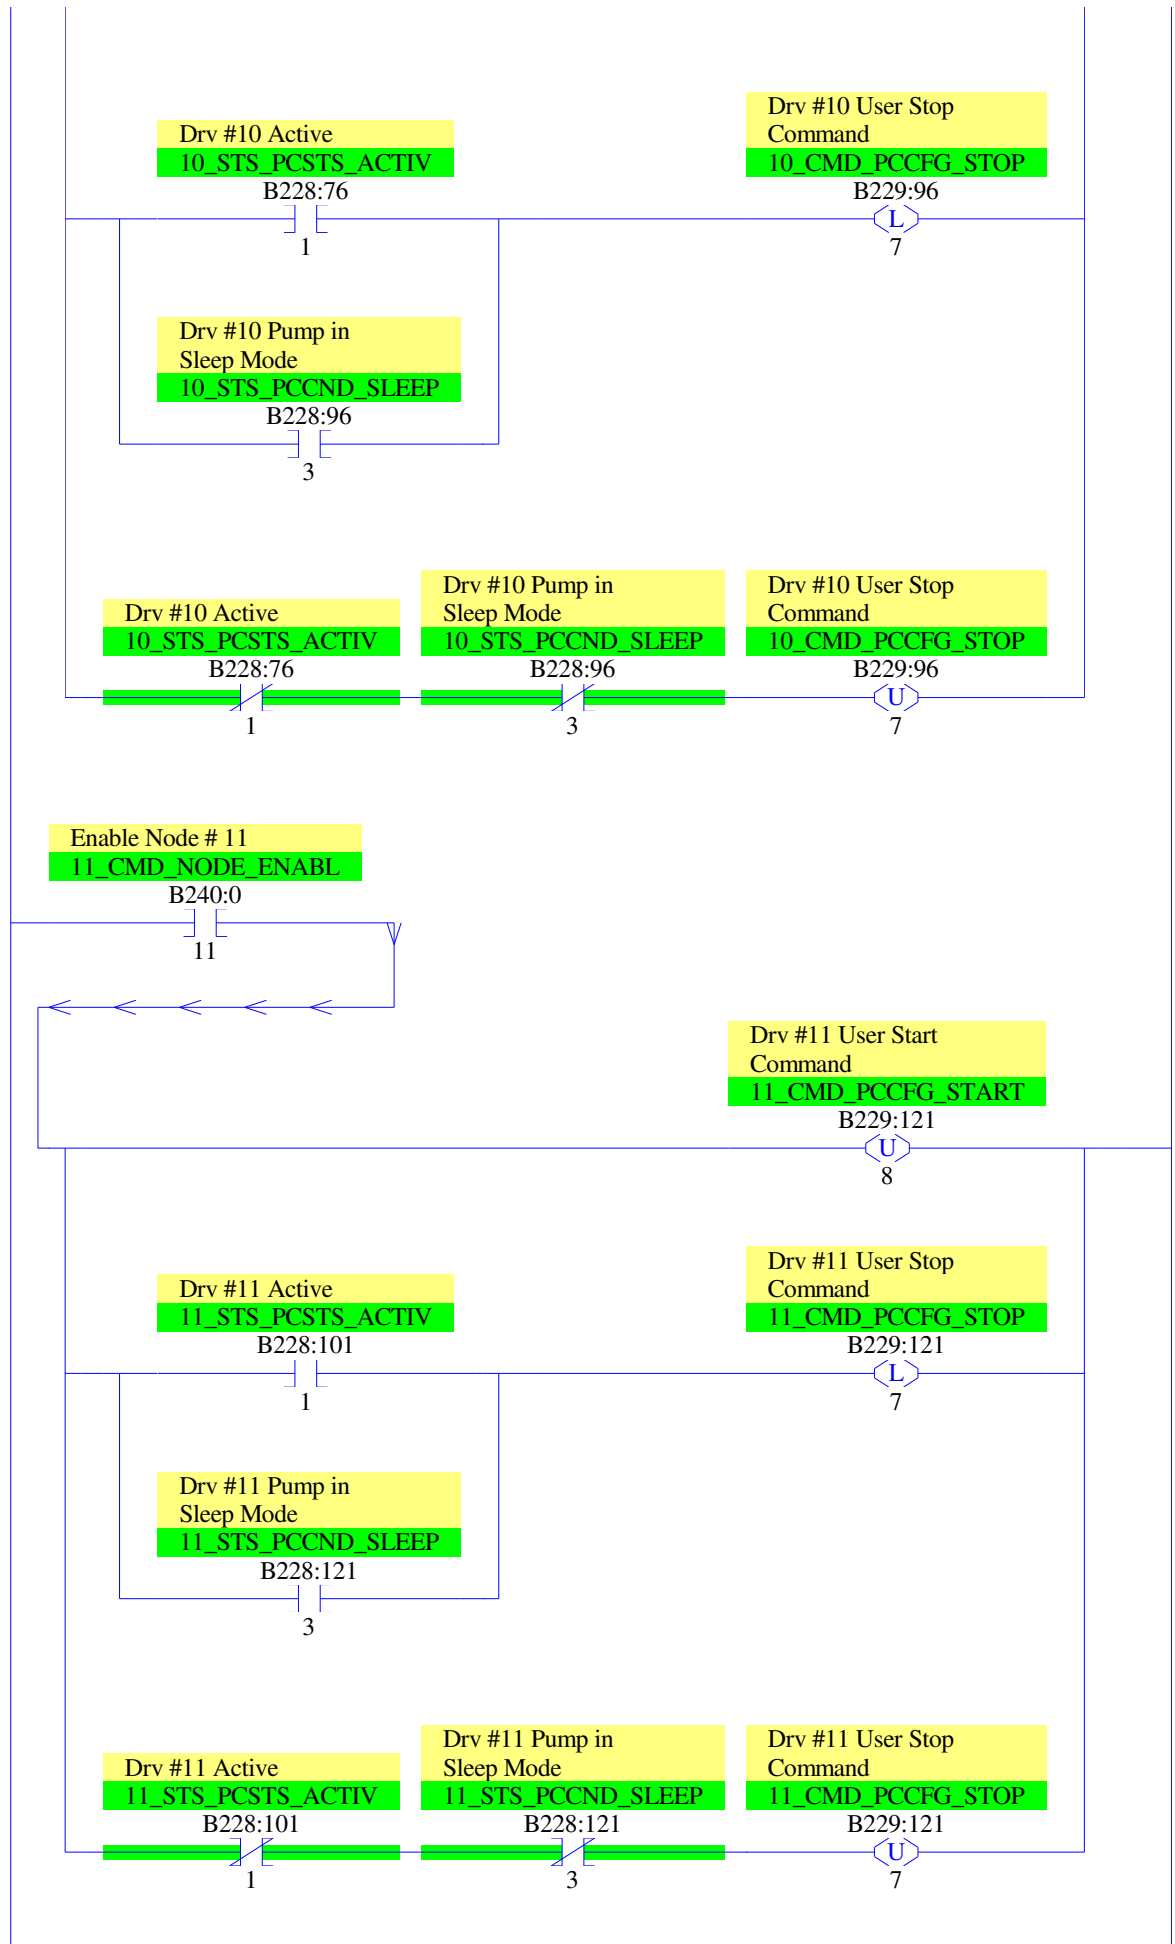 Drv #10 Active
10_STS_PCSTS_ACTIV
B228:76
1
Drv #10 User Stop
Command
10_CMD_PCCFG_STOP
B229:96
L
7
Drv #10 Pump in
Sleep Mode
10_STS_PCCND_SLEEP
B228:96
3
Drv #10 Active
10_STS_PCSTS_ACTIV
B228:76
1
Drv #10 Pump in
Sleep Mode
10_STS_PCCND_SLEEP
B228:96
3
Drv #10 User Stop
Command
10_CMD_PCCFG_STOP
B229:96
U
7
Enable Node # 11
11_CMD_NODE_ENABL
B240:0
11
Drv #11 User Start
Command
11_CMD_PCCFG_START
B229:121
U
8
Drv #11 Active
11_STS_PCSTS_ACTIV
B228:101
1
Drv #11 User Stop
Command
11_CMD_PCCFG_STOP
B229:121
L
7
Drv #11 Pump in
Sleep Mode
11_STS_PCCND_SLEEP
B228:121
3
Drv #11 Active
11_STS_PCSTS_ACTIV
B228:101
1
Drv #11 Pump in
Sleep Mode
11_STS_PCCND_SLEEP
B228:121
3
Drv #11 User Stop
Command
11_CMD_PCCFG_STOP
B229:121
U
7